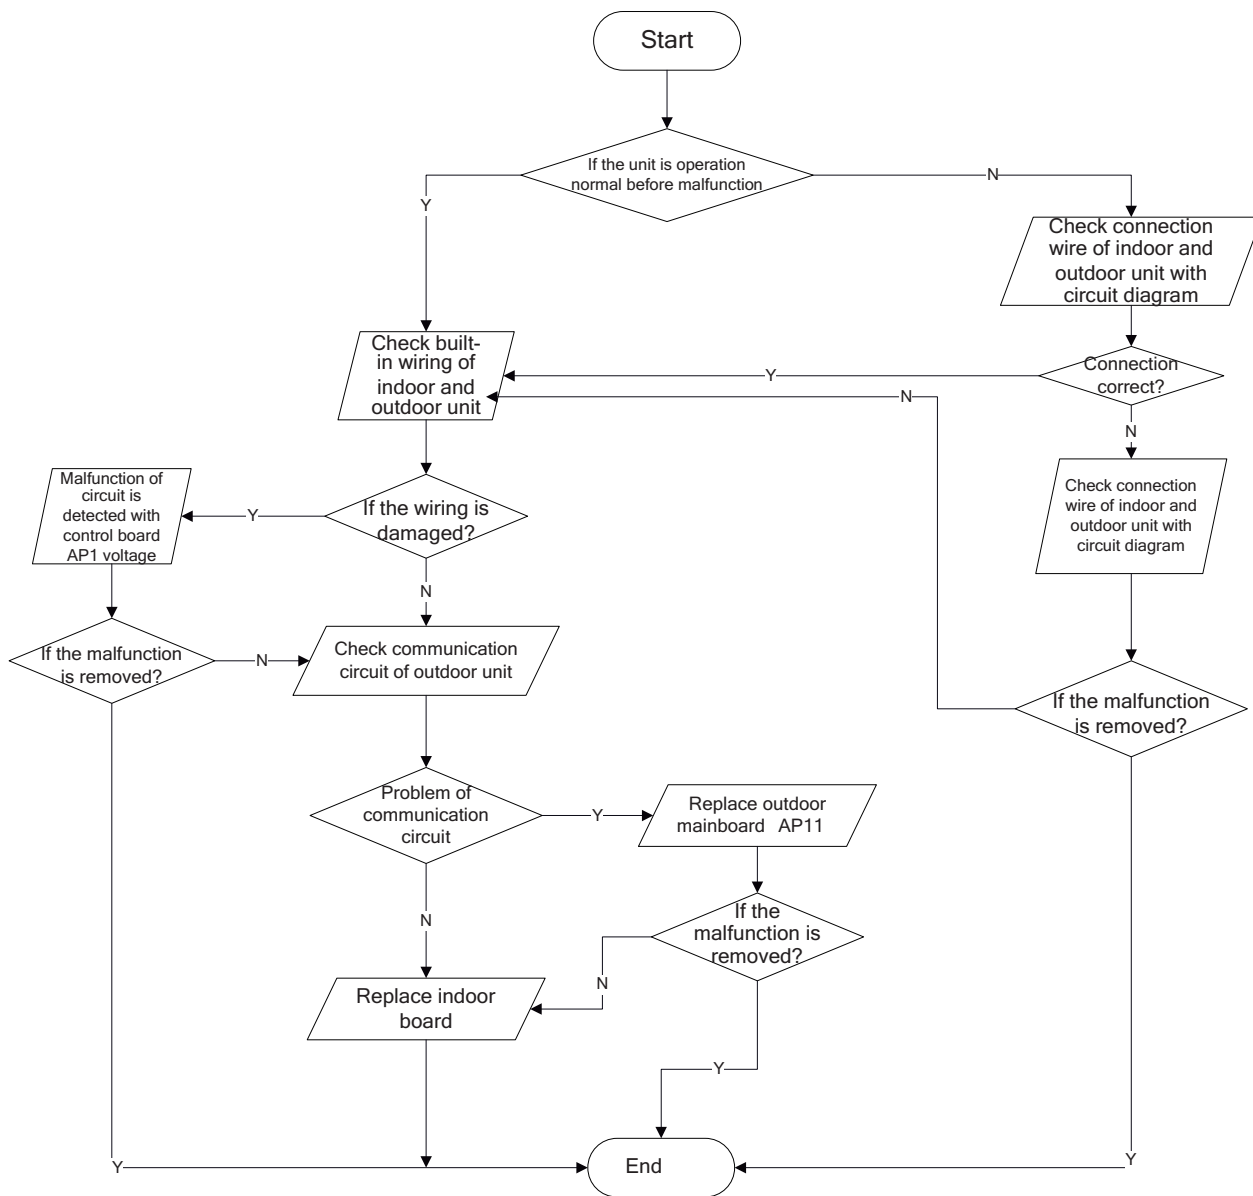 Start
If the unit is operation
normal before malfunction
N
Y
Check connection
wire of indoor and
outdoor unit with
circuit diagram
Check built-
in wiring of
indoor and
outdoor unit
Y
Connection
correct?
N
N
Malfunction of
circuit is
detected with
control board
AP1 voltage
Y
If the wiring is
damaged?
Check connection
wire of indoor and
outdoor unit with
circuit diagram
N
If the malfunction
is removed?
N
Check communication
circuit of outdoor unit
If the malfunction
is removed?
Problem of
communication
circuit
Y
Replace outdoor
mainboard AP11
N
If the
malfunction is
removed?
N
Replace indoor
board
Y
Y
End
Y